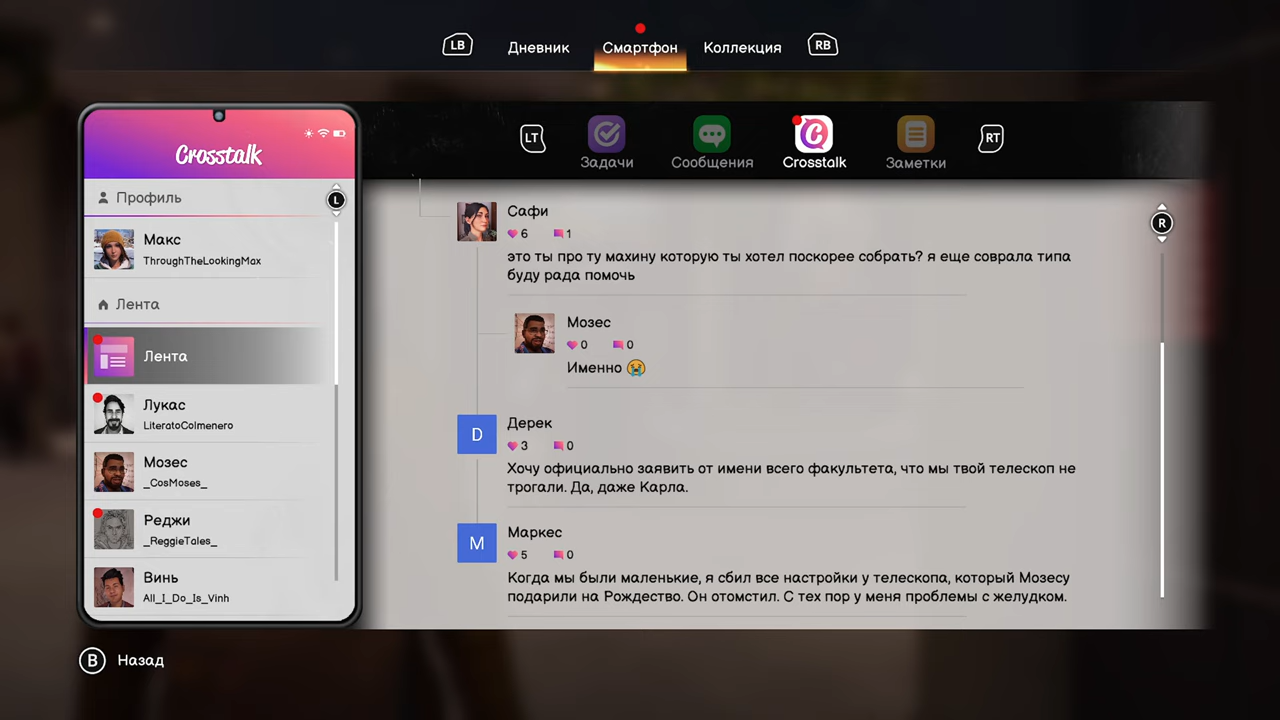 LB
Дневник
Смартфон
Коллекция
RB
Crosstalk
Профиль
L
Макс
ThroughTheLookingMax
Лента
Лента
Лукас
LiteratoColmenero
Мозес
_CosMoses_
Реджи
_ReggieTales_
Винь
All_I_Do_Is_Vinh
LT
Задачи
Сообщения
Crosstalk
Заметки
RT
R
Сафи
6 1
это ты про ту махину которую ты хотел поскорее собрать? я еще соврала типа
буду рада помочь
Мозес
0 0
Именно 😭
D
Дерек
3 0
Хочу официально заявить от имени всего факультета, что мы твой телескоп не
трогали. Да, даже Карла.
M
Маркес
5 0
Когда мы были маленькие, я сбил все настройки у телескопа, который Мозесу
подарили на Рождество. Он отомстил. С тех пор у меня проблемы с желудком.
B Назад